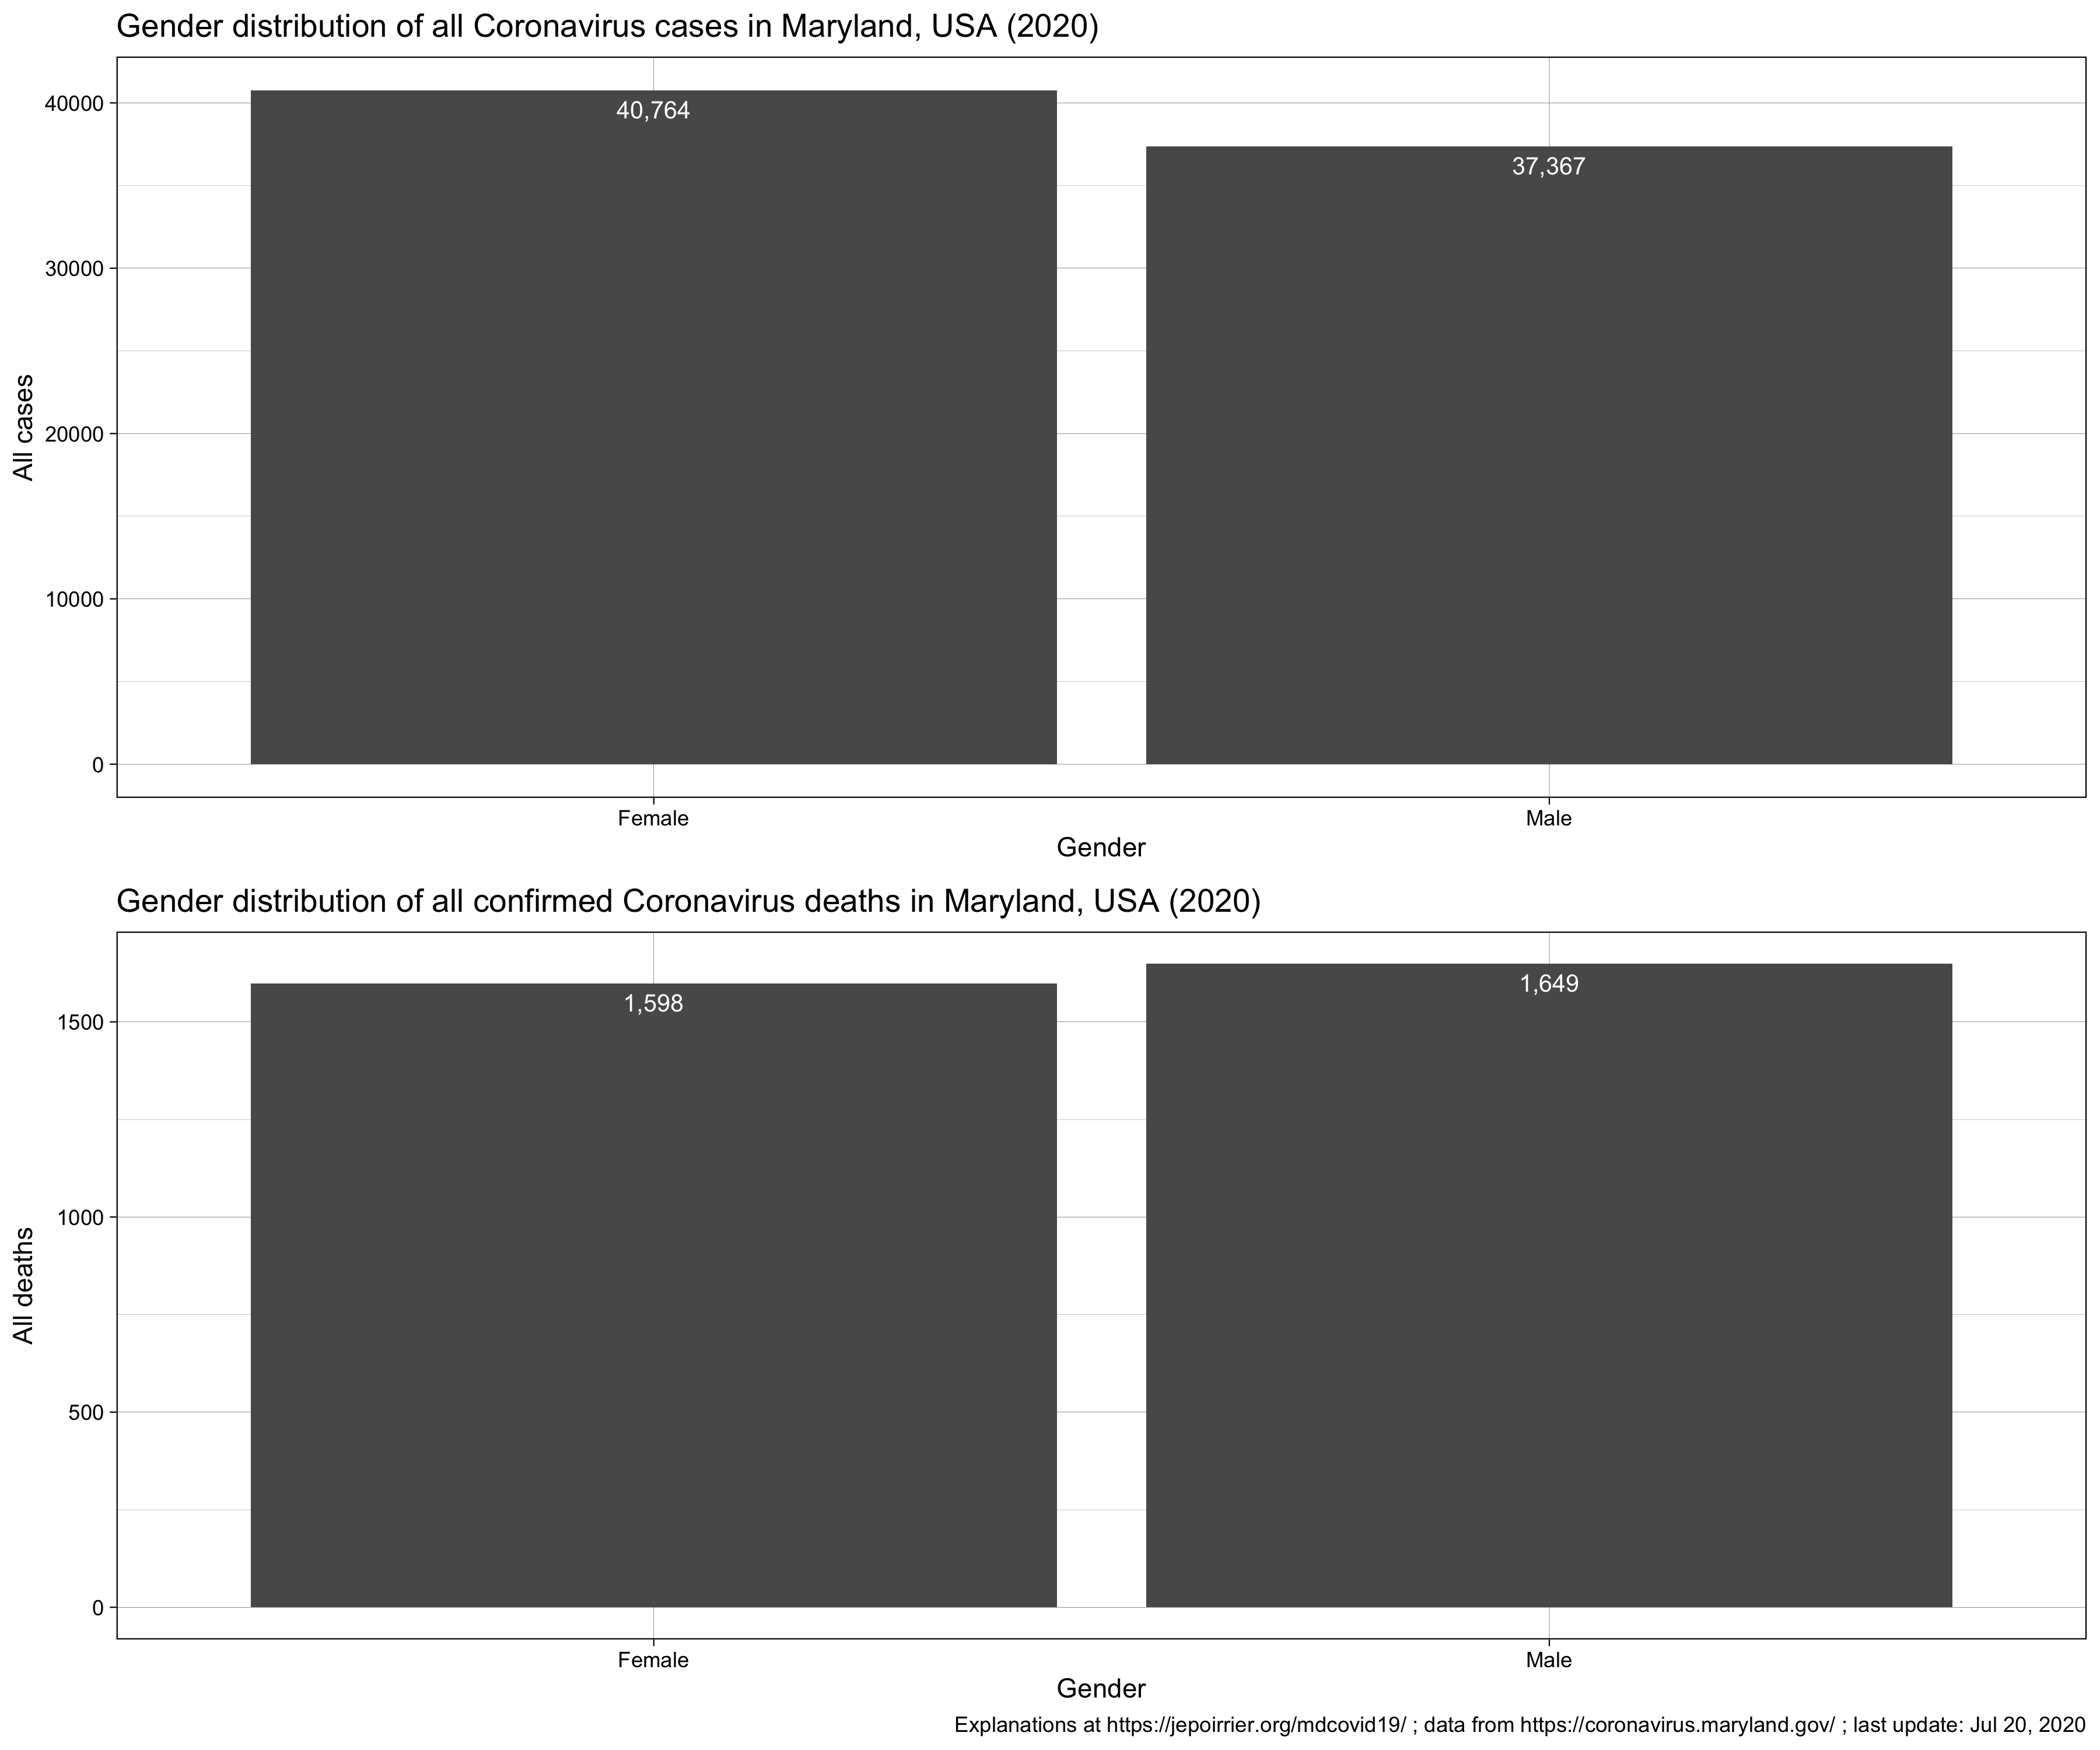 Gender distribution of all Coronavirus cases in Maryland, USA (2020)
All cases
40000
30000
20000
10000
0
40,764
37,367
Female
Male
Gender
Gender distribution of all confirmed Coronavirus deaths in Maryland, USA (2020)
All deaths
1500
1000
500
0
1,598
1,649
Female
Male
Gender
Explanations at https://jepoirrier.org/mdcovid19/ ; data from https://coronavirus.maryland.gov/ ; last update: Jul 20, 2020